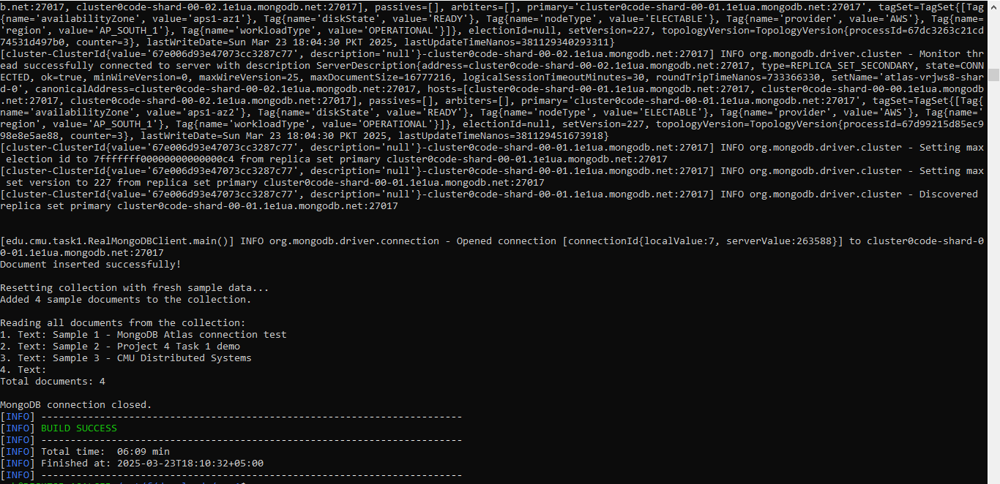 b.net:27017, cluster0code-shard-00-02.1e1ua.mongodb.net:27017], passives=[], arbiters=[], primary='cluster0code-shard-00-01.1e1ua.mongodb.net:27017', tagSet=TagSet{[Tag
{name='availabilityZone', value='aps1-az1'}, Tag{name='diskState', value='READY'}, Tag{name='nodeType', value='ELECTABLE'}, Tag{name='provider', value='AWS'}, Tag{name=
'region', value='AP_SOUTH_1'}, Tag{name='workloadType', value='OPERATIONAL'}]}, electionId=null, setVersion=227, topologyVersion=TopologyVersion{processId=67dc3263c21cd
74531d497b0, counter=3}, lastWriteDate=Sun Mar 23 18:04:30 PKT 2025, lastUpdateTimeNanos=381129340293311}
[cluster-ClusterId{value='67e006d93e47073cc3287c77', description='null'}-cluster0code-shard-00-02.1e1ua.mongodb.net:27017] INFO org.mongodb.driver.cluster - Monitor thr
ead successfully connected to server with description ServerDescription{address=cluster0code-shard-00-02.1e1ua.mongodb.net:27017, type=REPLICA_SET_SECONDARY, state=CONN
ECTED, ok=true, minWireVersion=0, maxWireVersion=25, maxDocumentSize=16777216, logicalSessionTimeoutMinutes=30, roundTripTimeNanos=733366330, setName='atlas-vrjws8-shar
d-0', canonicalAddress=cluster0code-shard-00-02.1e1ua.mongodb.net:27017, hosts=[cluster0code-shard-00-01.1e1ua.mongodb.net:27017, cluster0code-shard-00-00.1e1ua.mongodb
.net:27017, cluster0code-shard-00-02.1e1ua.mongodb.net:27017], passives=[], arbiters=[], primary='cluster0code-shard-00-01.1e1ua.mongodb.net:27017', tagSet=TagSet{[Tag{
name='availabilityZone', value='aps1-az2'}, Tag{name='diskState', value='READY'}, Tag{name='nodeType', value='ELECTABLE'}, Tag{name='provider', value='AWS'}, Tag{name='
region', value='AP_SOUTH_1'}, Tag{name='workloadType', value='OPERATIONAL'}]}, electionId=null, setVersion=227, topologyVersion=TopologyVersion{processId=67d99215d85ec9
98e8e5ae88, counter=3}, lastWriteDate=Sun Mar 23 18:04:30 PKT 2025, lastUpdateTimeNanos=381129451673918}
[cluster-ClusterId{value='67e006d93e47073cc3287c77', description='null'}-cluster0code-shard-00-01.1e1ua.mongodb.net:27017] INFO org.mongodb.driver.cluster - Setting max
 election id to 7fffffff00000000000000c4 from replica set primary cluster0code-shard-00-01.1e1ua.mongodb.net:27017
[cluster-ClusterId{value='67e006d93e47073cc3287c77', description='null'}-cluster0code-shard-00-01.1e1ua.mongodb.net:27017] INFO org.mongodb.driver.cluster - Setting max
 set version to 227 from replica set primary cluster0code-shard-00-01.1e1ua.mongodb.net:27017
[cluster-ClusterId{value='67e006d93e47073cc3287c77', description='null'}-cluster0code-shard-00-01.1e1ua.mongodb.net:27017] INFO org.mongodb.driver.cluster - Discovered
replica set primary cluster0code-shard-00-01.1e1ua.mongodb.net:27017
[edu.cmu.task1.RealMongoDBClient.main()] INFO org.mongodb.driver.connection - Opened connection [connectionId{localValue:7, serverValue:263588}] to cluster0code-shard-0
0-01.1e1ua.mongodb.net:27017
Document inserted successfully!
Resetting collection with fresh sample data...
Added 4 sample documents to the collection.
Reading all documents from the collection:
1. Text: Sample 1 - MongoDB Atlas connection test
2. Text: Sample 2 - Project 4 Task 1 demo
3. Text: Sample 3 - CMU Distributed Systems
4. Text:
Total documents: 4
MongoDB connection closed.
[INFO] ------------------------------------------------------------------------
[INFO] BUILD SUCCESS
[INFO] ------------------------------------------------------------------------
[INFO] Total time:  06:09 min
[INFO] Finished at: 2025-03-23T18:10:32+05:00
[INFO] ------------------------------------------------------------------------